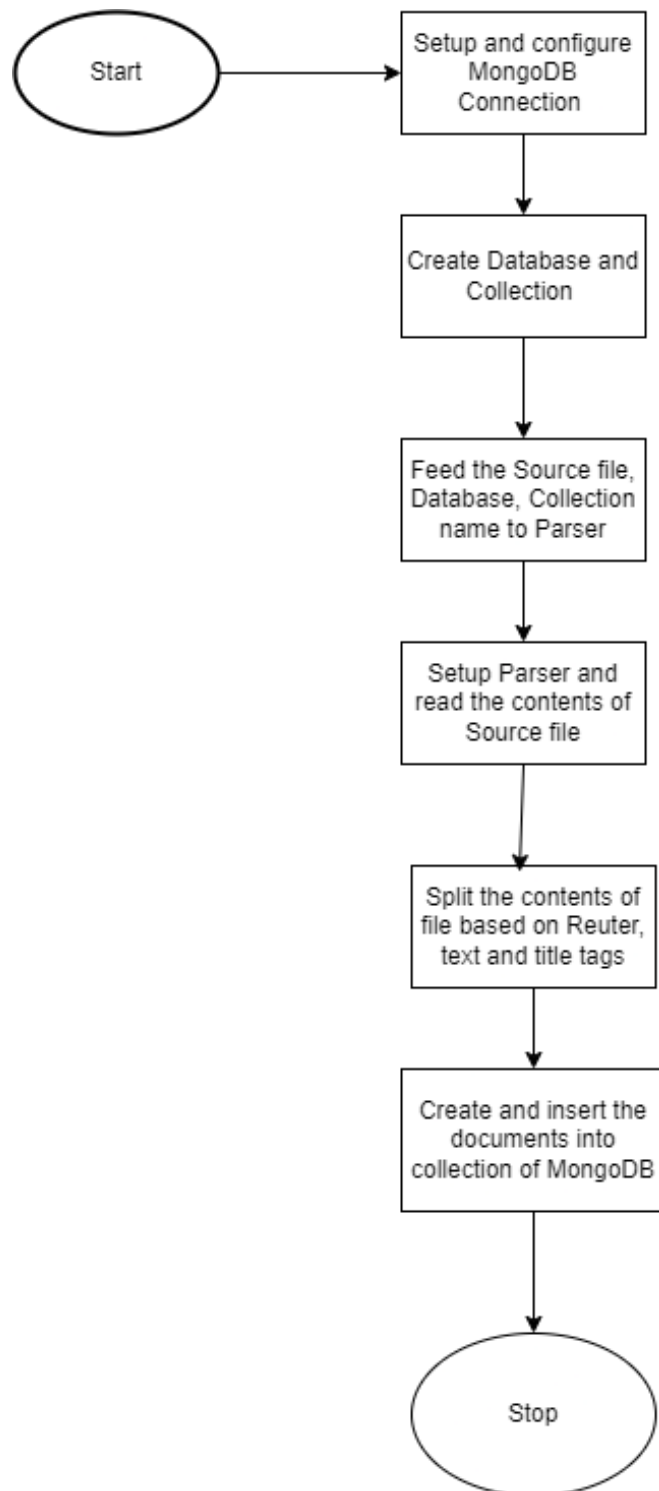 Start
Setup and configure
MongoDB
Connection
Create Database and
Collection
Feed the Source file,
Database, Collection
name to Parser
Setup Parser and
read the contents of
Source file
Split the contents of
file based on Reuter,
text and title tags
Create and insert the
documents into
collection of MongoDB
Stop